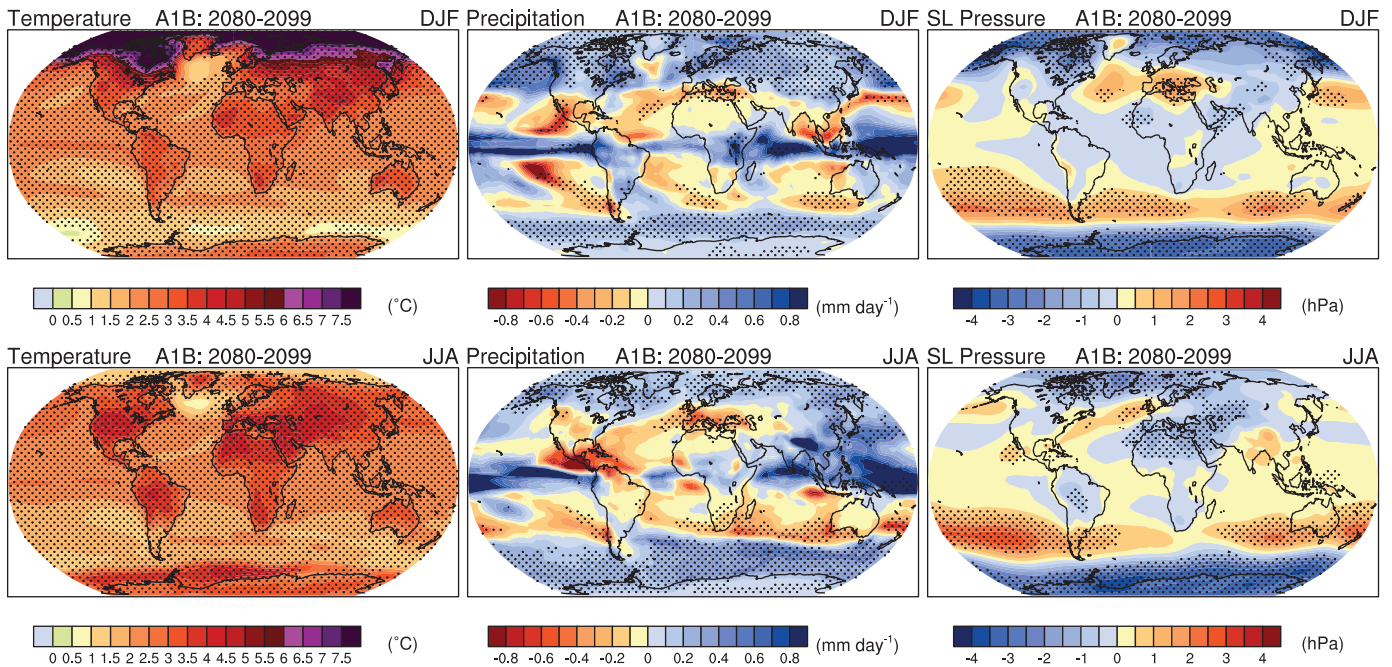 Temperature A1B: 2080-2099 DJF
Precipitation A1B: 2080-2099 DJF
SL Pressure A1B: 2080-2099 DJF
0 0.5 1 1.5 2 2.5 3 3.5 4 4.5 5 5.5 6 6.5 7 7.5 (°C)
-0.8 -0.6 -0.4 -0.2 0 0.2 0.4 0.6 0.8 (mm day⁻¹)
-4 -3 -2 -1 0 1 2 3 4 (hPa)
Temperature A1B: 2080-2099 JJA
Precipitation A1B: 2080-2099 JJA
SL Pressure A1B: 2080-2099 JJA
0 0.5 1 1.5 2 2.5 3 3.5 4 4.5 5 5.5 6 6.5 7 7.5 (°C)
-0.8 -0.6 -0.4 -0.2 0 0.2 0.4 0.6 0.8 (mm day⁻¹)
-4 -3 -2 -1 0 1 2 3 4 (hPa)